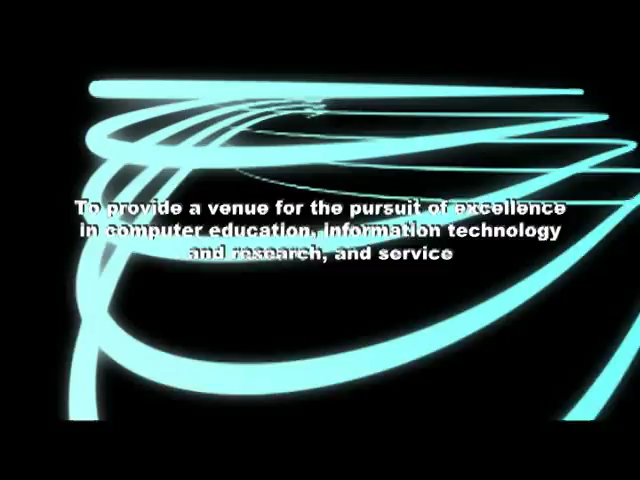 To provide a venue for the pursuit of excellence
in computer education, information technology
and research, and service